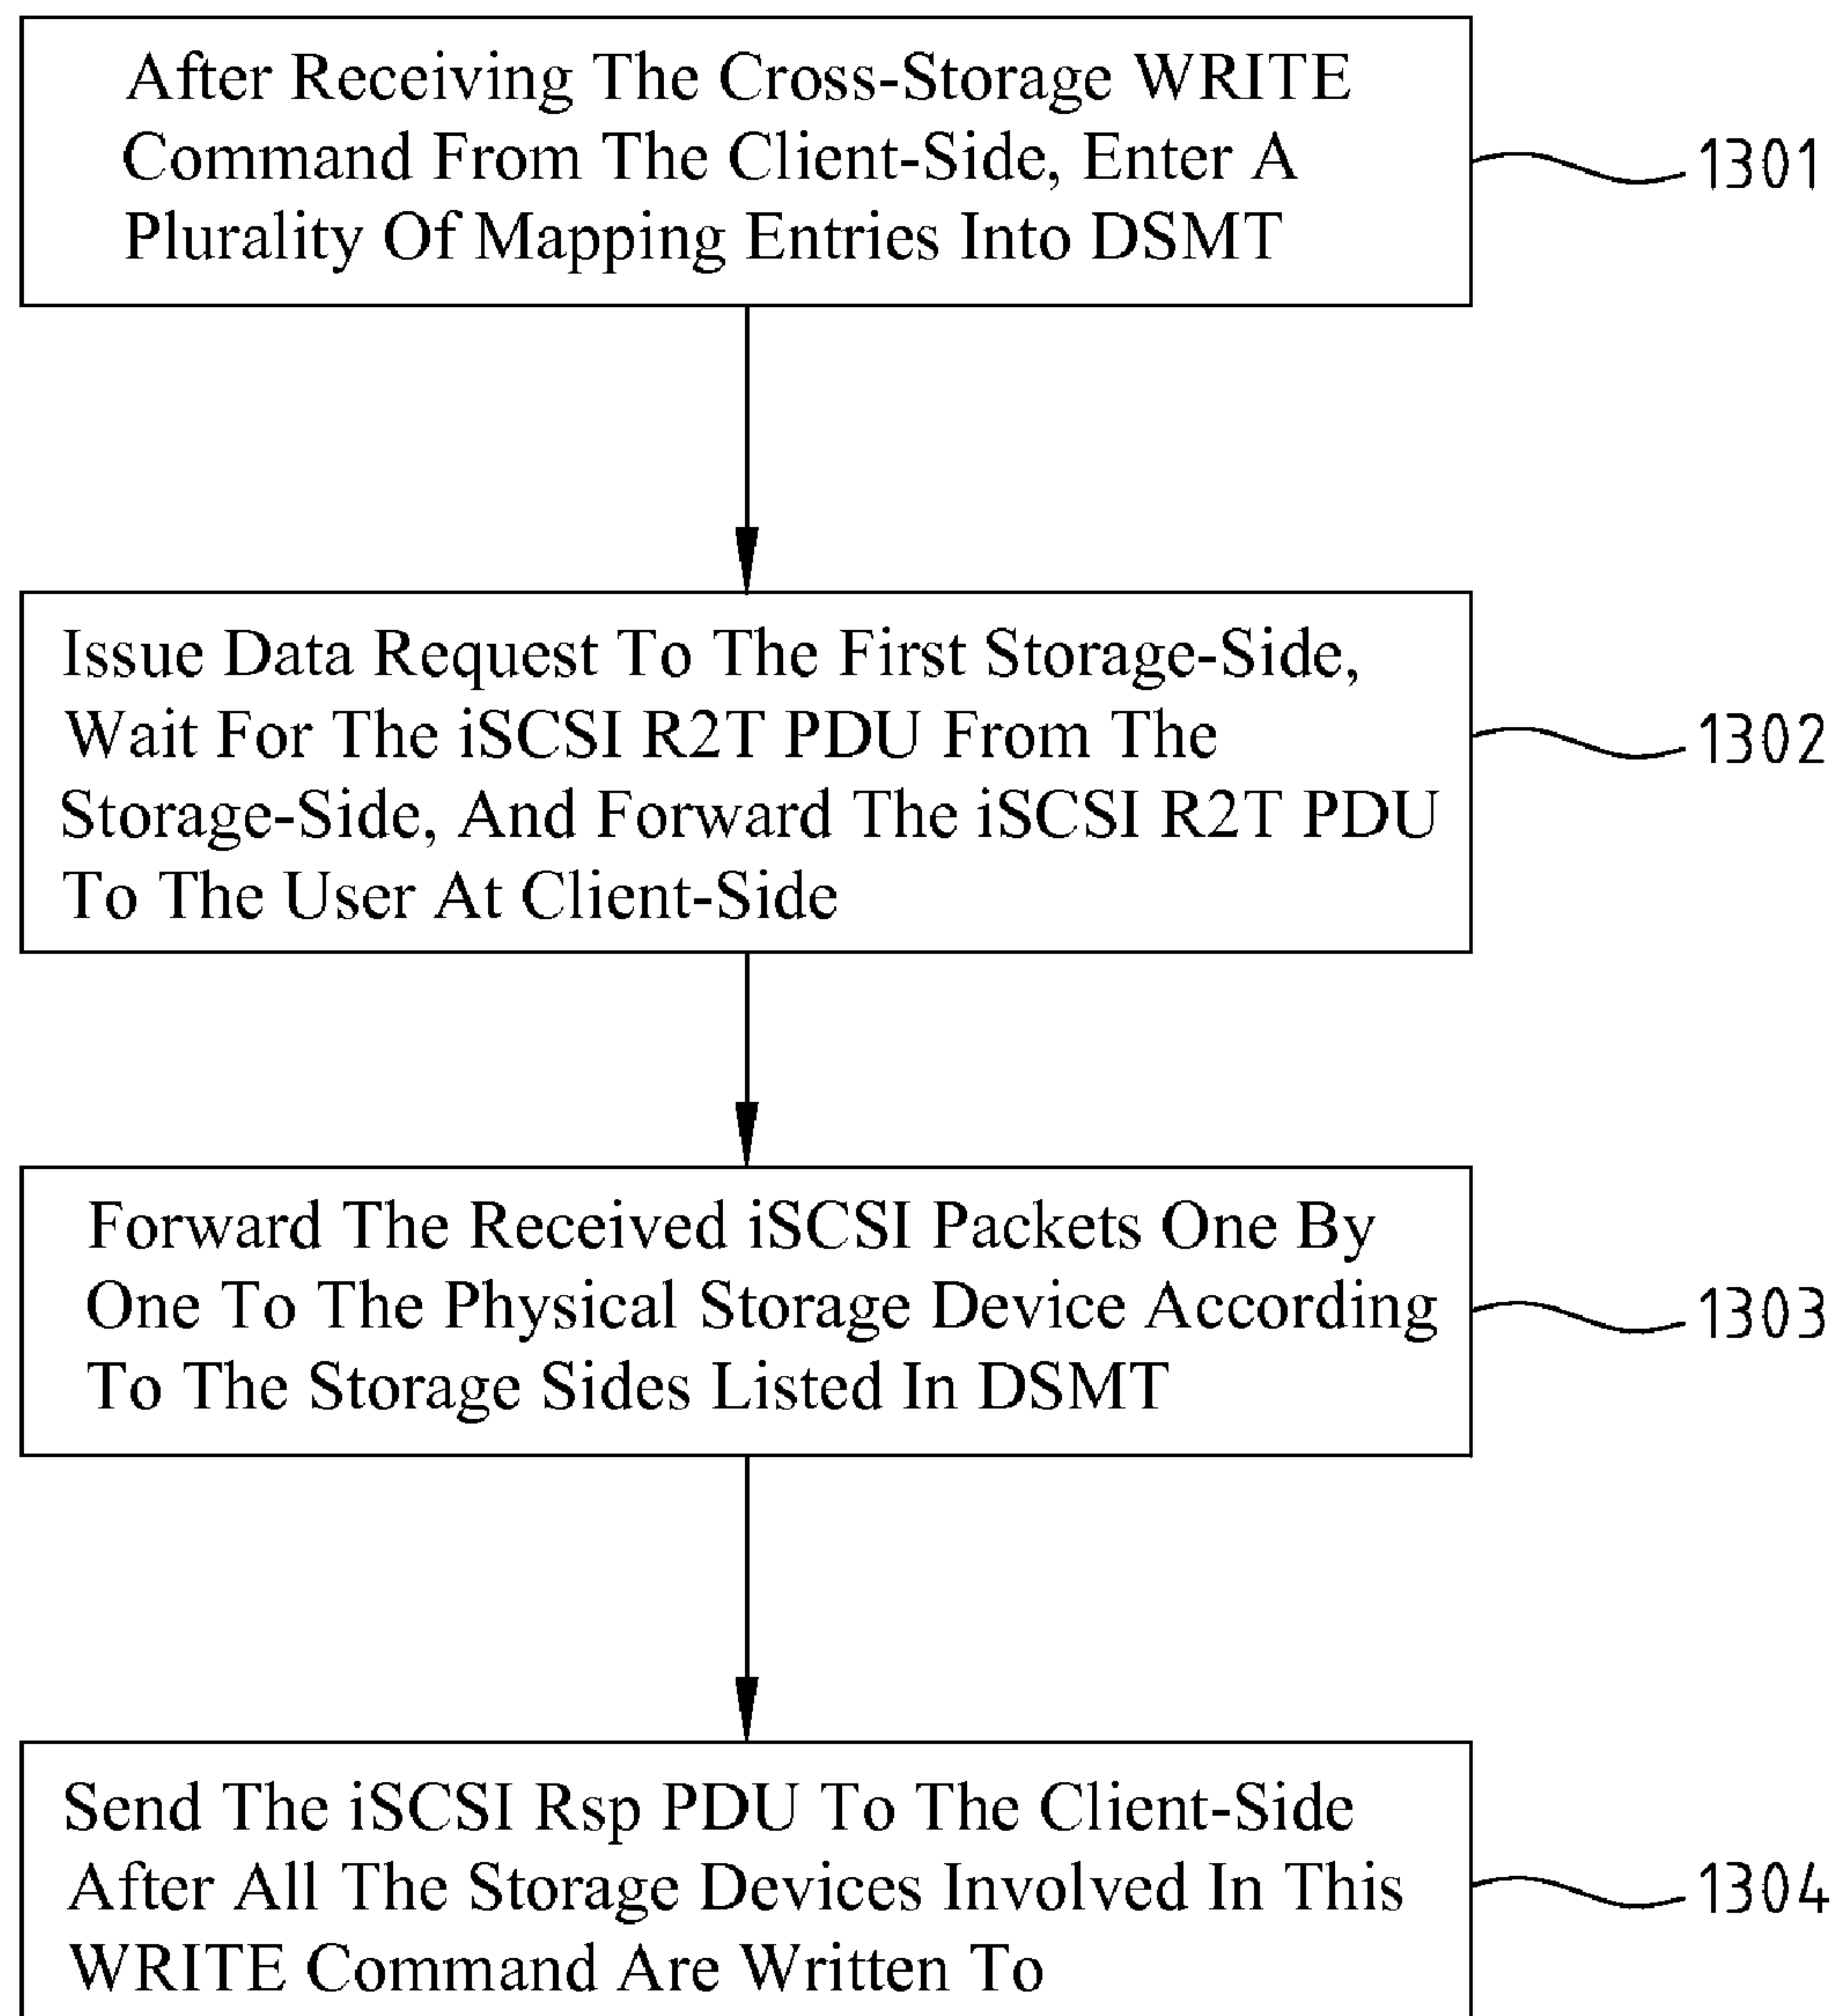 After Receiving The Cross-Storage WRITE
Command From The Client-Side, Enter A
Plurality Of Mapping Entries Into DSMT
1301
Issue Data Request To The First Storage-Side,
Wait For The iSCSI R2T PDU From The
Storage-Side, And Forward The iSCSI R2T PDU
To The User At Client-Side
1302
Forward The Received iSCSI Packets One By
One To The Physical Storage Device According
To The Storage Sides Listed In DSMT
1303
Send The iSCSI Rsp PDU To The Client-Side
After All The Storage Devices Involved In This
WRITE Command Are Written To
1304